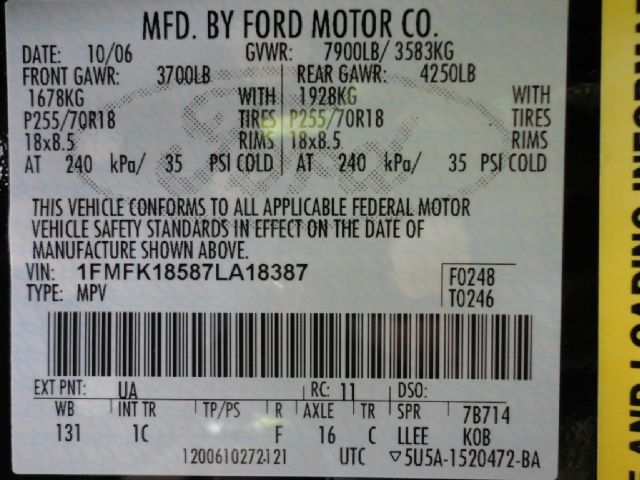 MFD. BY FORD MOTOR CO.
DATE: 10/06 GVWR: 7900LB/ 3583KG
FRONT GAWR: 3700LB REAR GAWR: 4250LB
1678KG WITH 1928KG WITH
P255/70R18 TIRES P255/70R18 TIRES
18x8.5 RIMS 18x8.5 RIMS
AT 240 kPa/ 35 PSI COLD AT 240 kPa/ 35 PSI COLD
Ford
THIS VEHICLE CONFORMS TO ALL APPLICABLE FEDERAL MOTOR
VEHICLE SAFETY STANDARDS IN EFFECT ON THE DATE OF
MANUFACTURE SHOWN ABOVE.
VIN: 1FMFK18587LA18387 F0248
TYPE: MPV T0246
EXT PNT: UA RC: 11 DSO:
WB INT TR TP/PS R AXLE TR SPR 7B714
131 1C F 16 C LLEE KOB
1200610272121 UTC ▽5U5A-1520472-BA